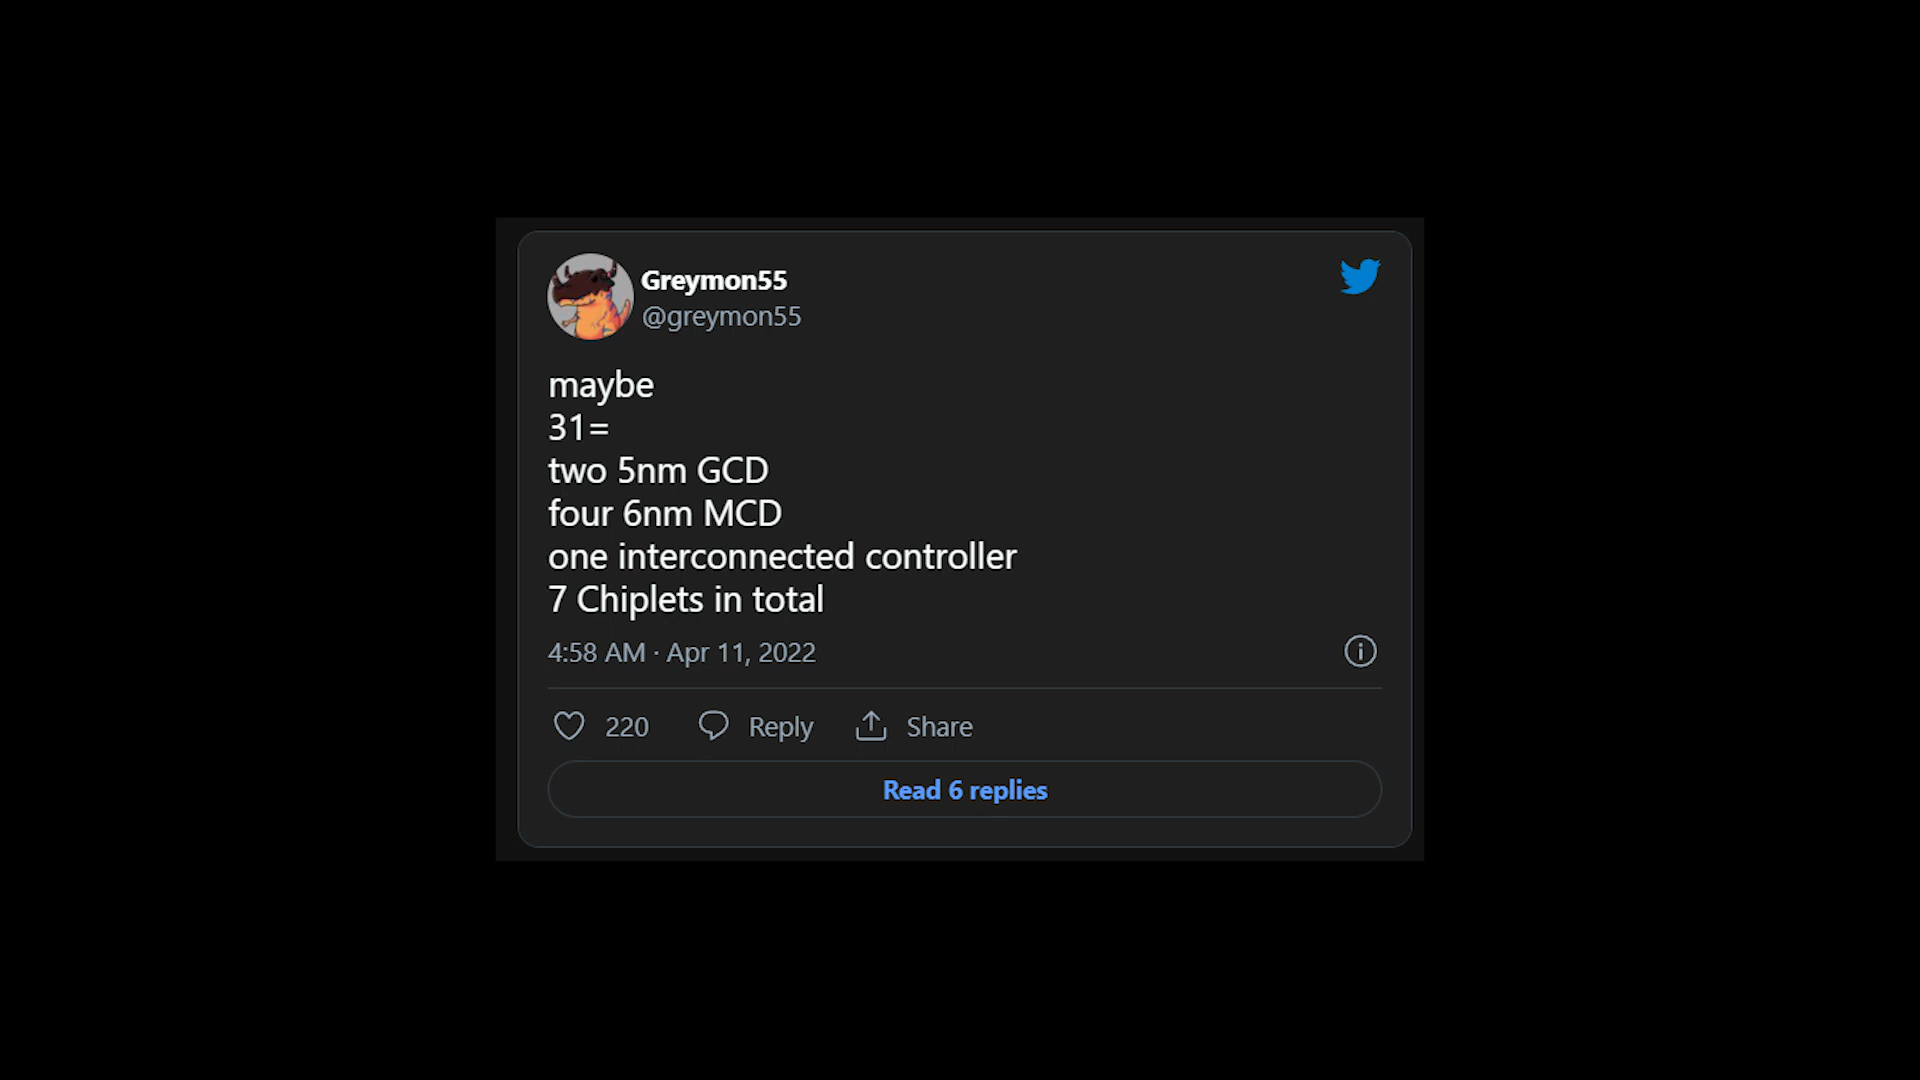 Greymon55
@greymon55
maybe
31=
two 5nm GCD
four 6nm MCD
one interconnected controller
7 Chiplets in total
4:58 AM · Apr 11, 2022
220 Reply Share
Read 6 replies